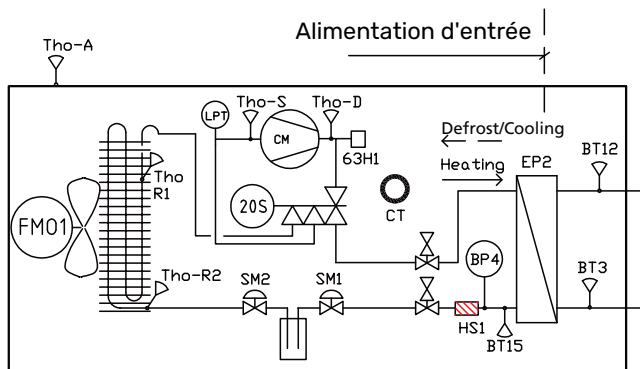 Alimentation d'entrée
Tho-A
LPT
Tho-S
Tho-D
CM
63H1
Defrost/Cooling
Heating
EP2
BT12
Tho
R1
20S
CT
FM01
Tho-R2
SM2
SM1
BP4
BT3
HS1
BT15